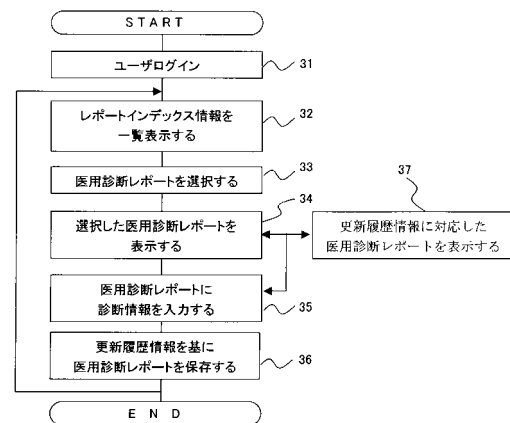 START
ユーザログイン
31
レポートインデックス情報を
一覧表示する
32
33
医用診断レポートを選択する
34
選択した医用診断レポートを
表示する
37
更新履歴情報に対応した
医用診断レポートを表示する
医用診断レポートに
診断情報を入力する
35
更新履歴情報を基に
医用診断レポートを保存する
36
END